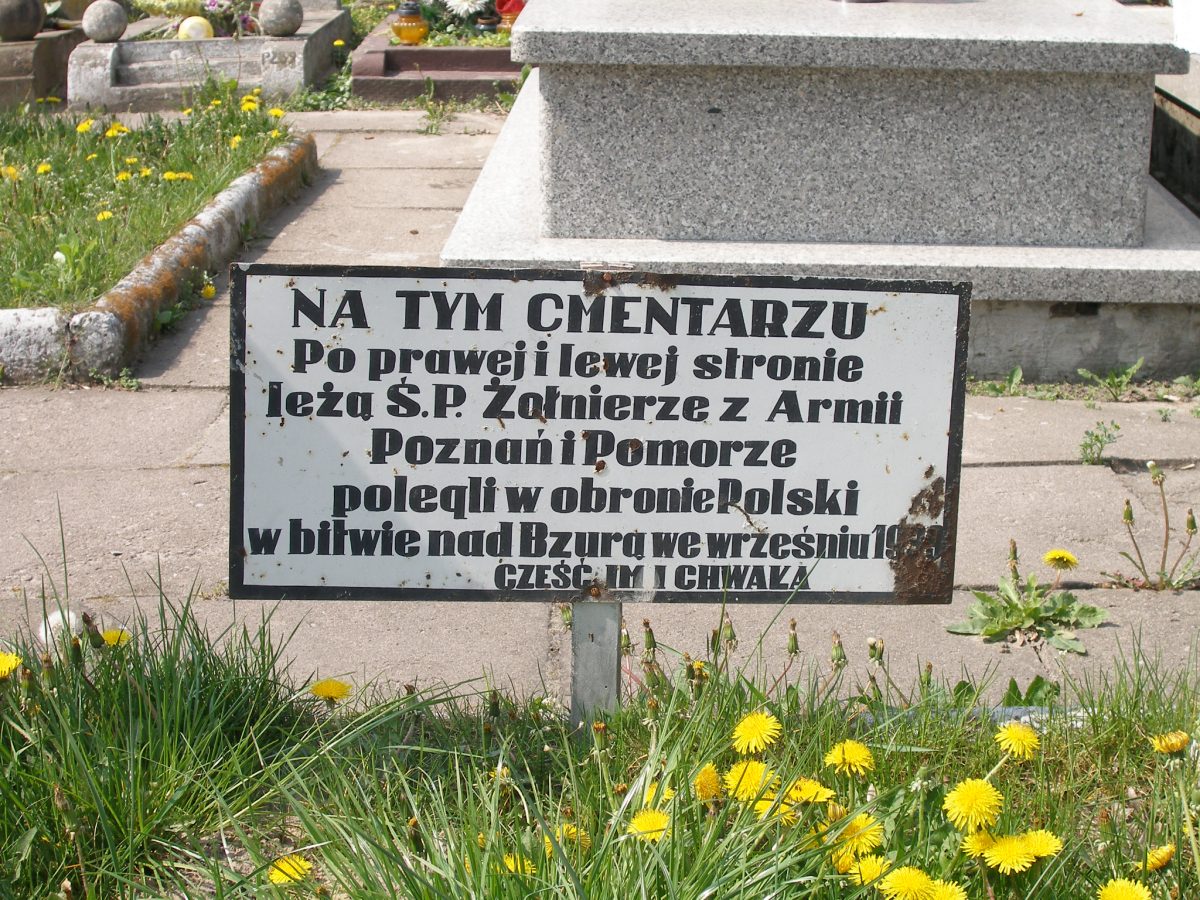 NA TYM CMENTARZU
Po prawej i lewej stronie
leżą Ś.P. Żołnierze z Armii
Poznań i Pomorze
polegli w obronie Polski
w bitwie nad Bzurą we wrześniu 1939
CZEŚĆ IM I CHWAŁA